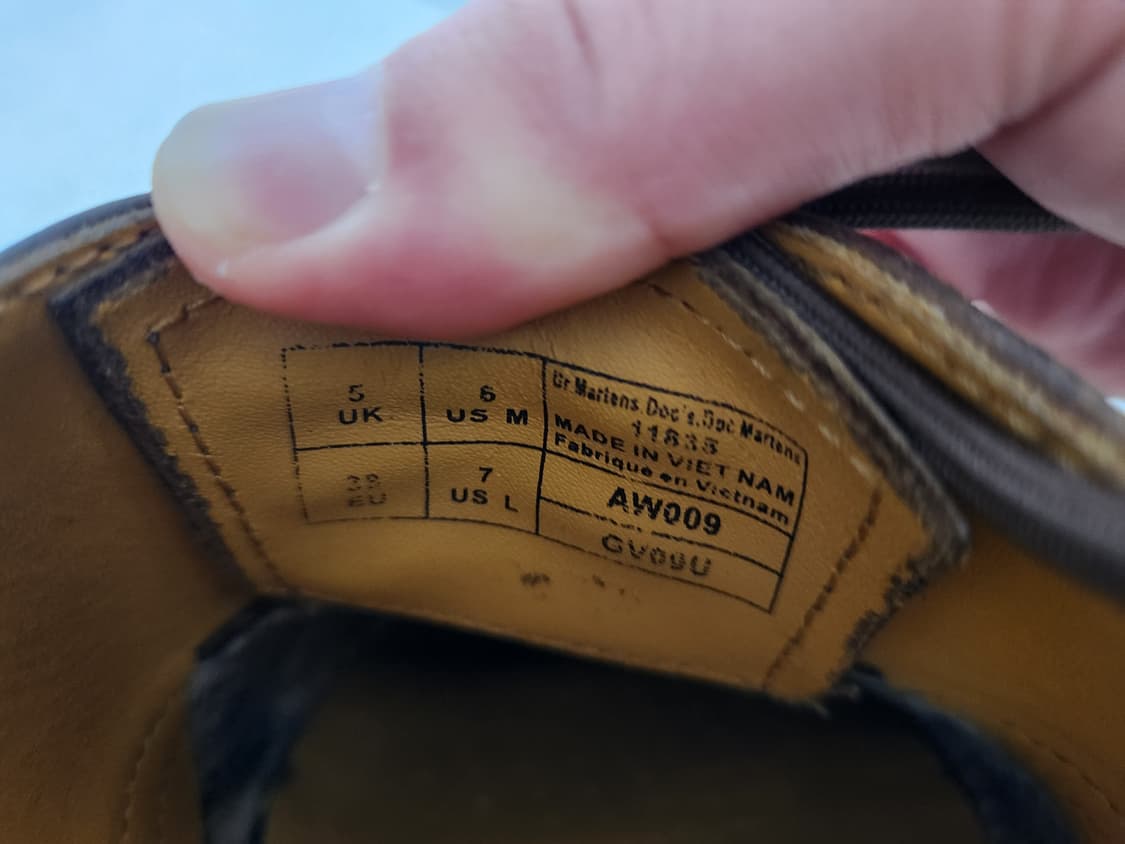 5
UK
6
US M
39
EU
7
US L
Dr Martens.Doc's.Doc Martens
11835
MADE IN VIET NAM
Fabrique en Vietnam
AW009
GV09U